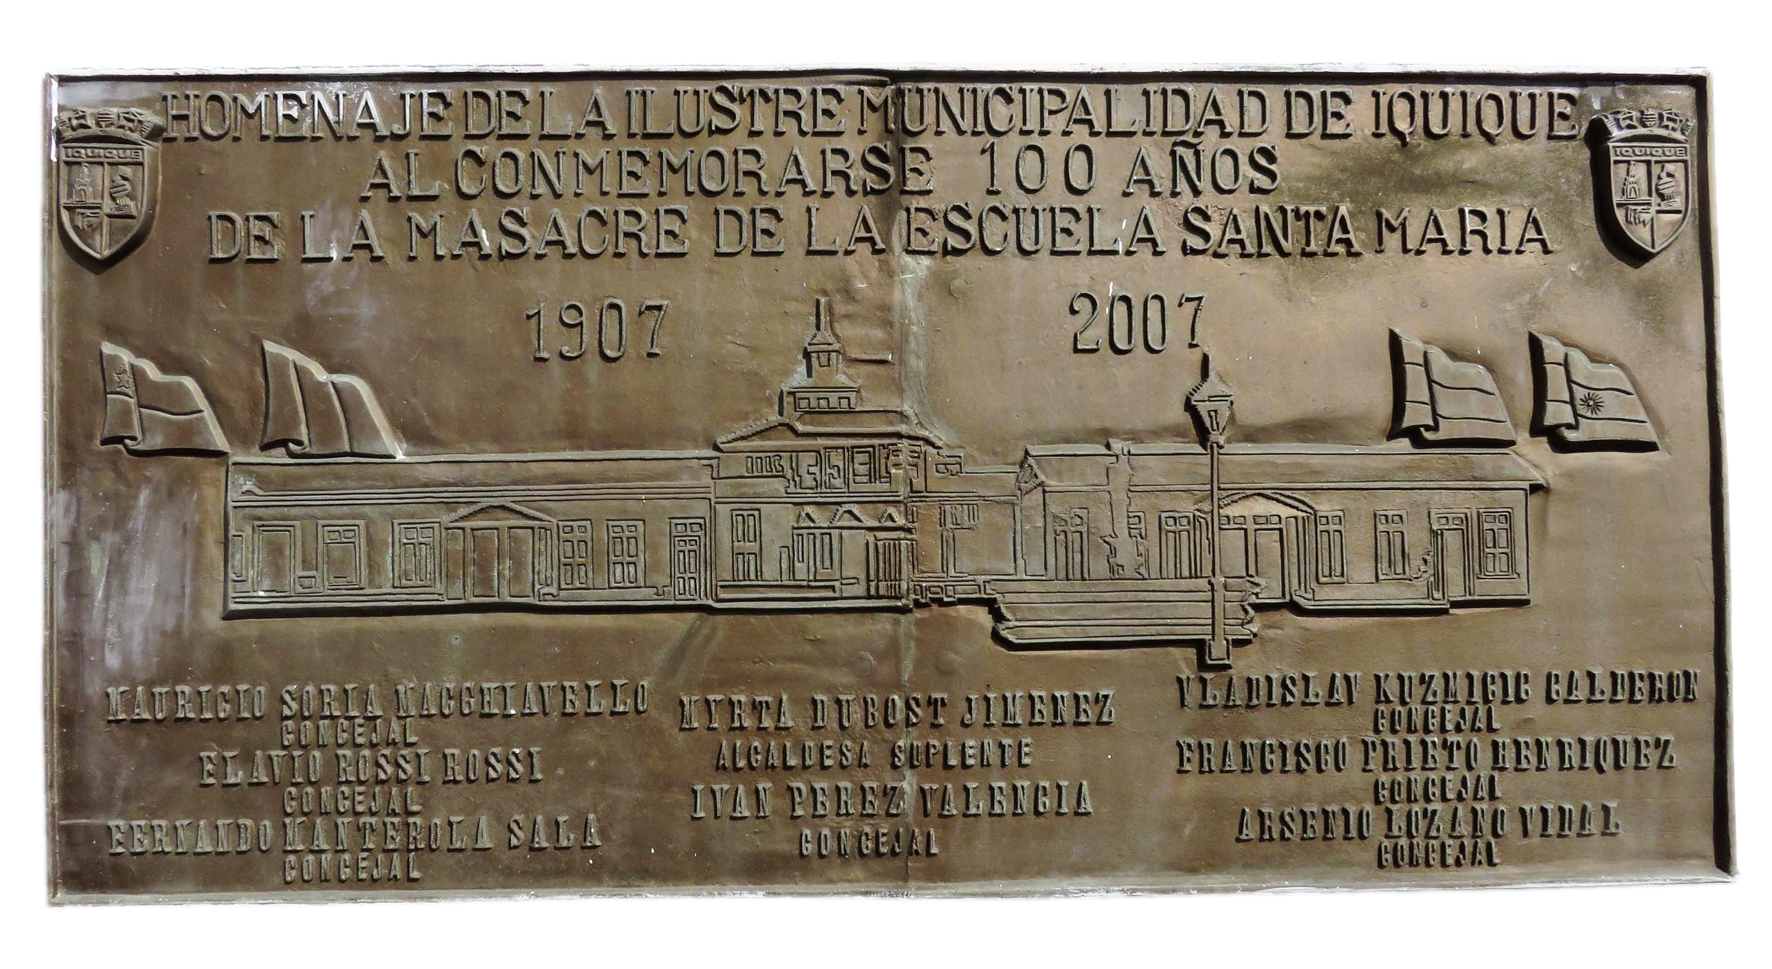 HOMENAJE DE LA ILUSTRE MUNICIPALIDAD DE IQUIQUE
AL CONMEMORARSE 100 AÑOS
DE LA MASACRE DE LA ESCUELA SANTA MARIA
IQUIQUE
IQUIQUE
1907
2007
MAURICIO SORIA MACCHIAVELLO
CONCEJAL
FLAVIO ROSSI ROSSI
CONCEJAL
FERNANDO MANTEROLA SALA
CONCEJAL
MYRTA DUBOST JIMENEZ
ALCALDESA SUPLENTE
IVAN PEREZ VALENCIA
CONCEJAL
VLADISLAV KUZMICIC CALDERON
CONCEJAL
FRANCISCO PRIETO HENRIQUEZ
CONCEJAL
ARSENIO LOZANO VIDAL
CONCEJAL